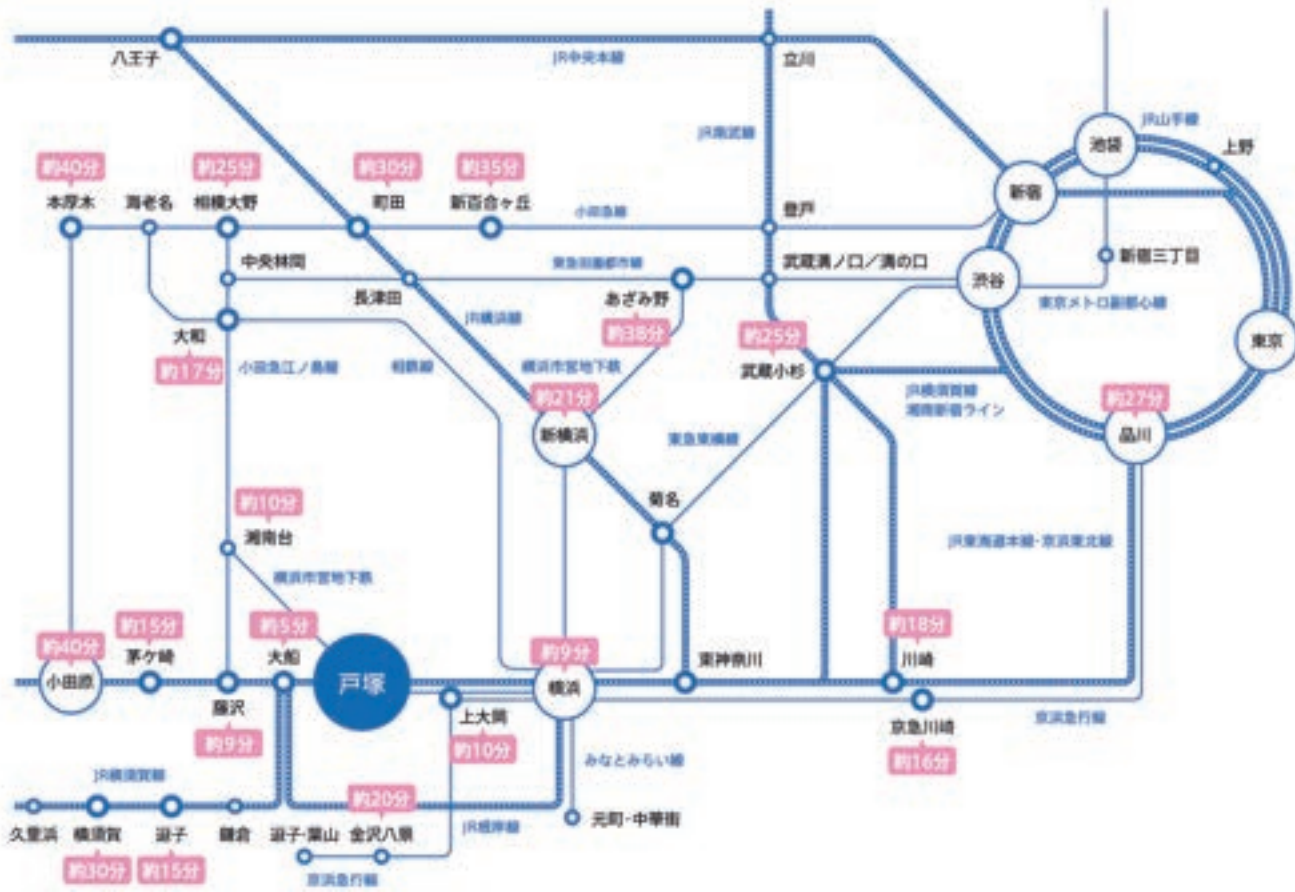 八王子
JR中央本線
立川
JR南武線
JR山手線
池袋
上野
約40分
約25分
約30分
約35分
新宿
本厚木
海老名
相模大野
町田
新百合ヶ丘
小田急線
登戸
中央林間
東急田園都市線
武蔵溝ノ口/溝の口
新宿三丁目
長津田
あざみ野
渋谷
東京メトロ副都心線
JR横浜線
約38分
約25分
大和
東京
約17分
小田急江ノ島線
相鉄線
横浜市営地下鉄
武蔵小杉
JR横須賀線
湘南新宿ライン
約21分
約27分
新横浜
東急東横線
品川
約10分
菊名
湘南台
JR東海道本線・京浜東北線
横浜市営地下鉄
約15分
約5分
約18分
約40分
茅ケ崎
大船
約9分
東神奈川
川崎
小田原
戸塚
横浜
藤沢
上大岡
京急川崎
京浜急行線
約9分
約10分
みなとみらい線
約16分
JR横須賀線
約20分
JR根岸線
元町・中華街
久里浜
横須賀
逗子
鎌倉
逗子・葉山
金沢八景
約30分
約15分
京浜急行線